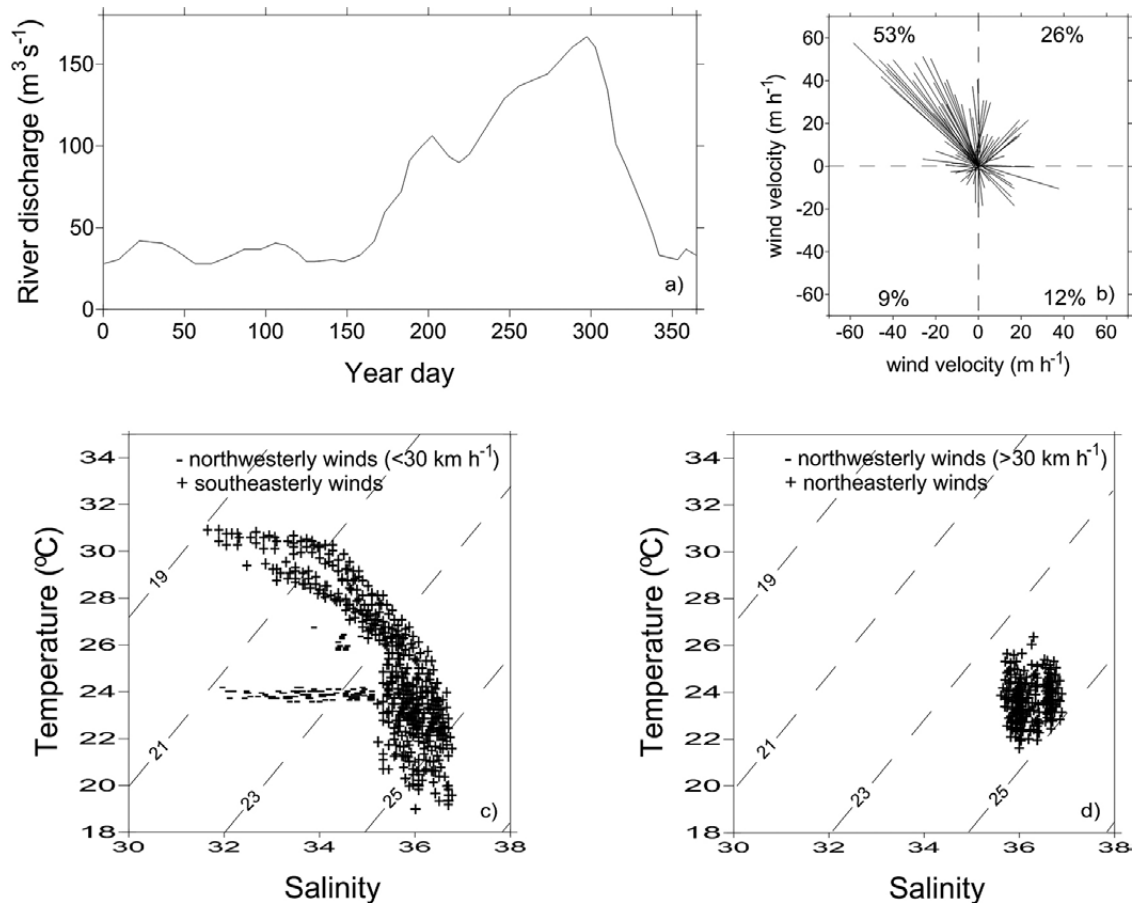 River discharge (m³ s⁻¹)
150
100
50
0
0 50 100 150 200 250 300 350
Year day
a)
wind velocity (m h⁻¹)
60
40
20
0
-20
-40
-60
53% 26%
9% 12%
b)
-60 -40 -20 0 20 40 60
wind velocity (m h⁻¹)
Temperature (ºC)
34
32
30
28
26
24
22
20
18
- northwesterly winds (<30 km h⁻¹)
+ southeasterly winds
19
21
23
25
c)
30 32 34 36 38
Salinity
Temperature (ºC)
34
32
30
28
26
24
22
20
18
- northwesterly winds (>30 km h⁻¹)
+ northeasterly winds
19
21
23
25
d)
30 32 34 36 38
Salinity